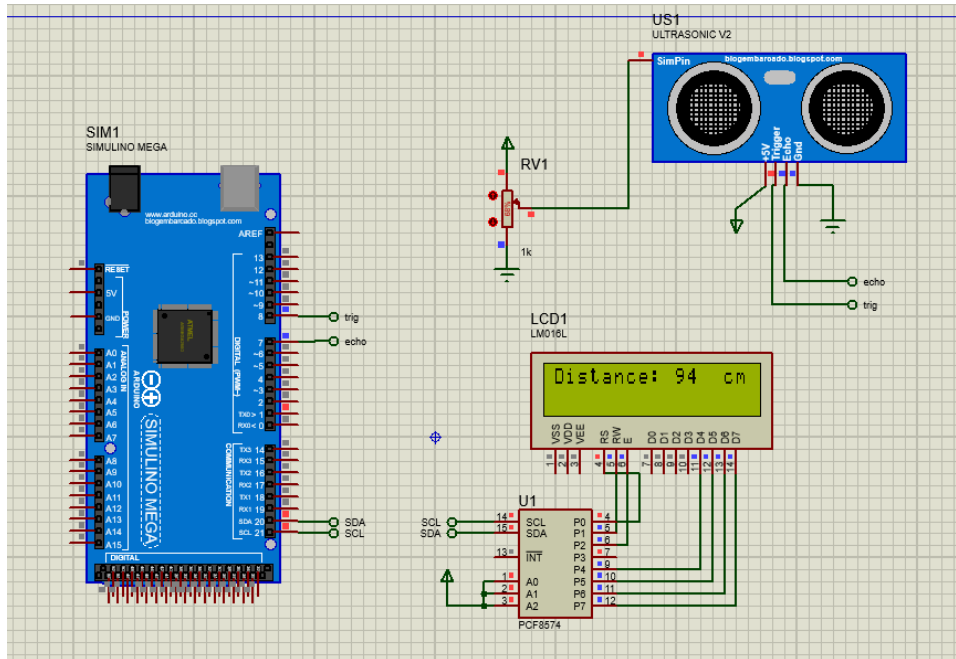 US1
ULTRASONIC V2
SimPin
blogembarcado.blogspot.com
+5V
Trigger
Echo
Gnd
echo
trig
RV1
60%
1k
SIM1
SIMULINO MEGA
www.arduino.cc
blogembarcado.blogspot.com
AREF
13
12
~11
~10
~9
8
trig
7
echo
~6
~5
4
~3
2
TX0> 1
RX0< 0
TX3 14
RX3 15
TX2 16
RX2 17
TX1 18
RX1 19
SDA 20
SDA
SCL 21
SCL
RESET
5V
GND
POWER
A0
A1
A2
A3
A4
A5
A6
A7
ANALOG IN
A8
A9
A10
A11
A12
A13
A14
A15
ATMEL
ARDUINO
SIMULINO MEGA
DIGITAL (PWM~)
COMMUNICATION
DIGITAL
LCD1
LM016L
Distance: 94 cm
VSS
VDD
VEE
RS
RW
E
D0
D1
D2
D3
D4
D5
D6
D7
1
2
3
4
5
6
7
8
9
10
11
12
13
14
U1
SCL 14 SCL P0 4
SDA 15 SDA P1 5
P2 6
13 INT P3 7
P4 9
1 A0 P5 10
2 A1 P6 11
3 A2 P7 12
PCF8574